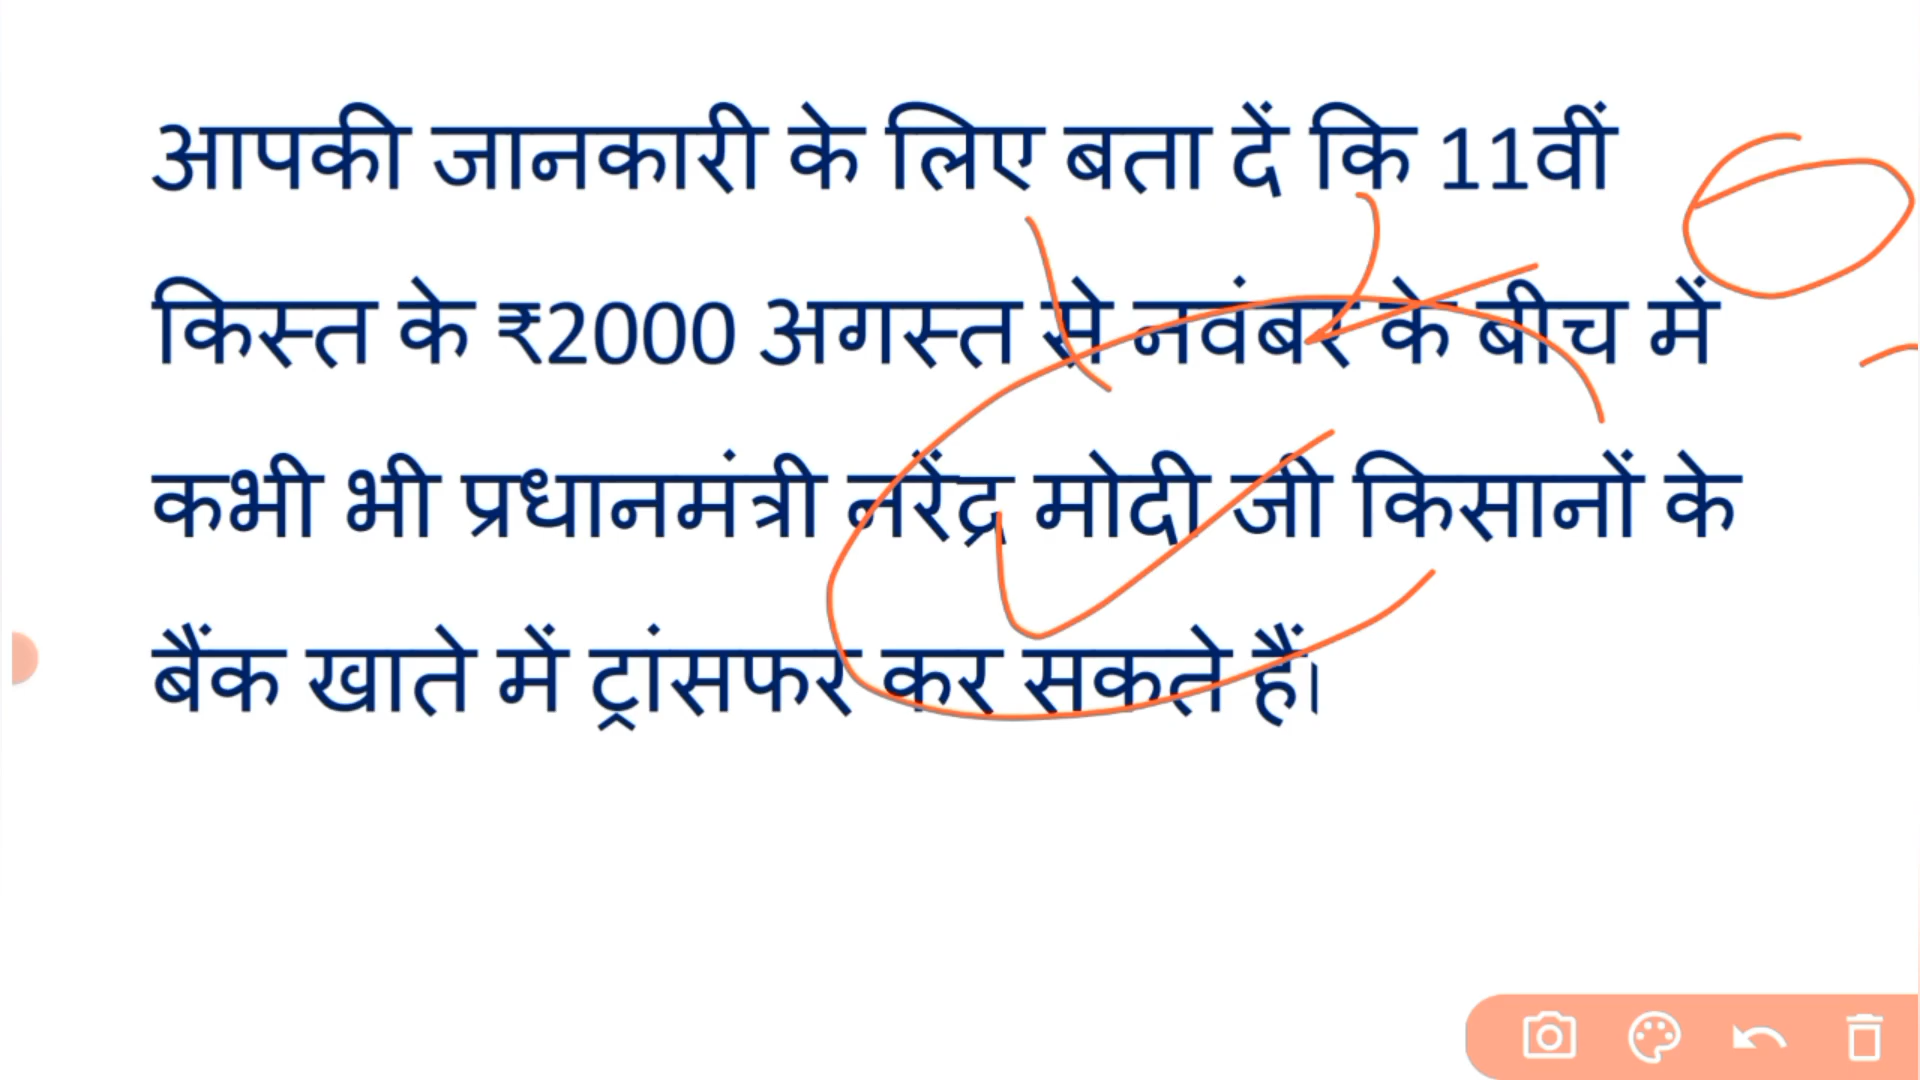 आपकी जानकारी के लिए बता दें कि 11वीं
किस्त के ₹2000 अगस्त से नवंबर के बीच में
कभी भी प्रधानमंत्री नरेंद्र मोदी जी किसानों के
बैंक खाते में ट्रांसफर कर सकते हैं।